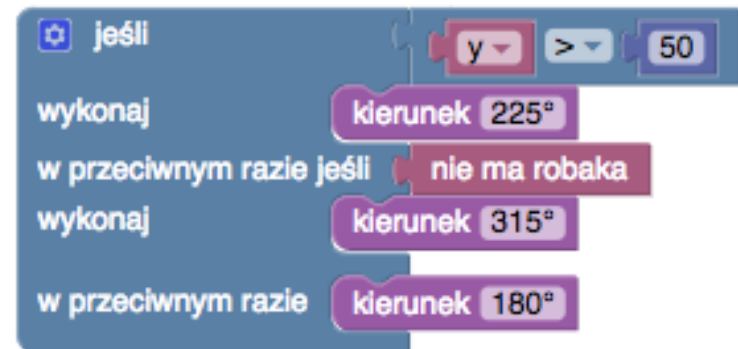 jeśli y > 50
wykonaj kierunek 225°
w przeciwnym razie jeśli nie ma robaka
wykonaj kierunek 315°
w przeciwnym razie kierunek 180°